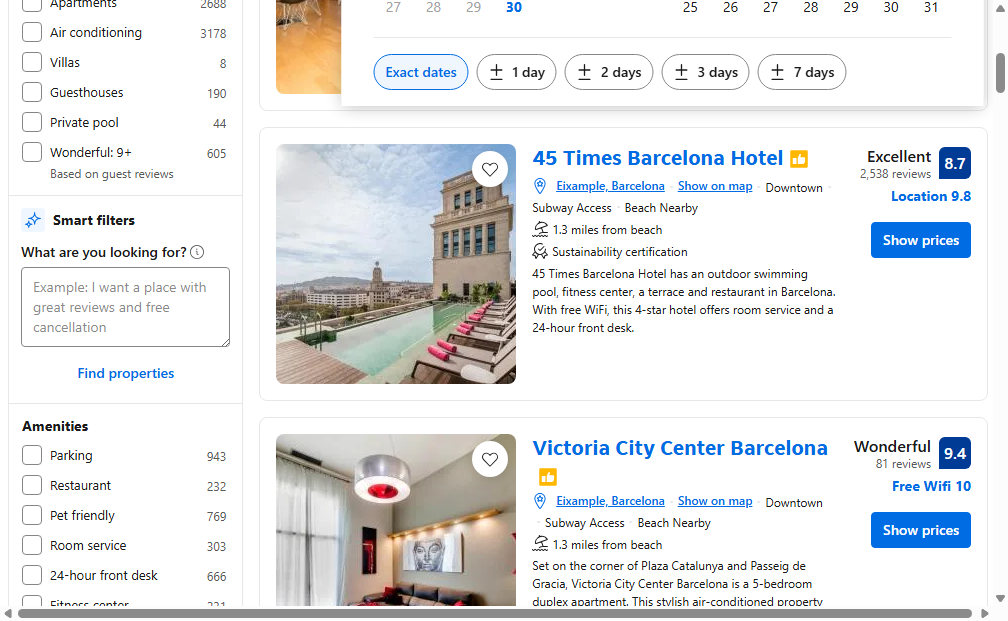 Apartments 2688
Air conditioning 3178
Villas 8
Guesthouses 190
Private pool 44
Wonderful: 9+ 605
Based on guest reviews
Smart filters
What are you looking for?
Example: I want a place with
great reviews and free
cancellation
Find properties
Amenities
Parking 943
Restaurant 232
Pet friendly 769
Room service 303
24-hour front desk 666
Fitness center 221
27 28 29 30 25 26 27 28 29 30 31
Exact dates ± 1 day ± 2 days ± 3 days ± 7 days
45 Times Barcelona Hotel
Eixample, Barcelona · Show on map · Downtown ·
Subway Access · Beach Nearby
1.3 miles from beach
Sustainability certification
45 Times Barcelona Hotel has an outdoor swimming
pool, fitness center, a terrace and restaurant in Barcelona.
With free WiFi, this 4-star hotel offers room service and a
24-hour front desk.
Excellent 8.7
2,538 reviews
Location 9.8
Show prices
Victoria City Center Barcelona
Eixample, Barcelona · Show on map · Downtown
· Subway Access · Beach Nearby
1.3 miles from beach
Set on the corner of Plaza Catalunya and Passeig de
Gracia, Victoria City Center Barcelona is a 5-bedroom
duplex apartment. This stylish air-conditioned property
Wonderful 9.4
81 reviews
Free Wifi 10
Show prices